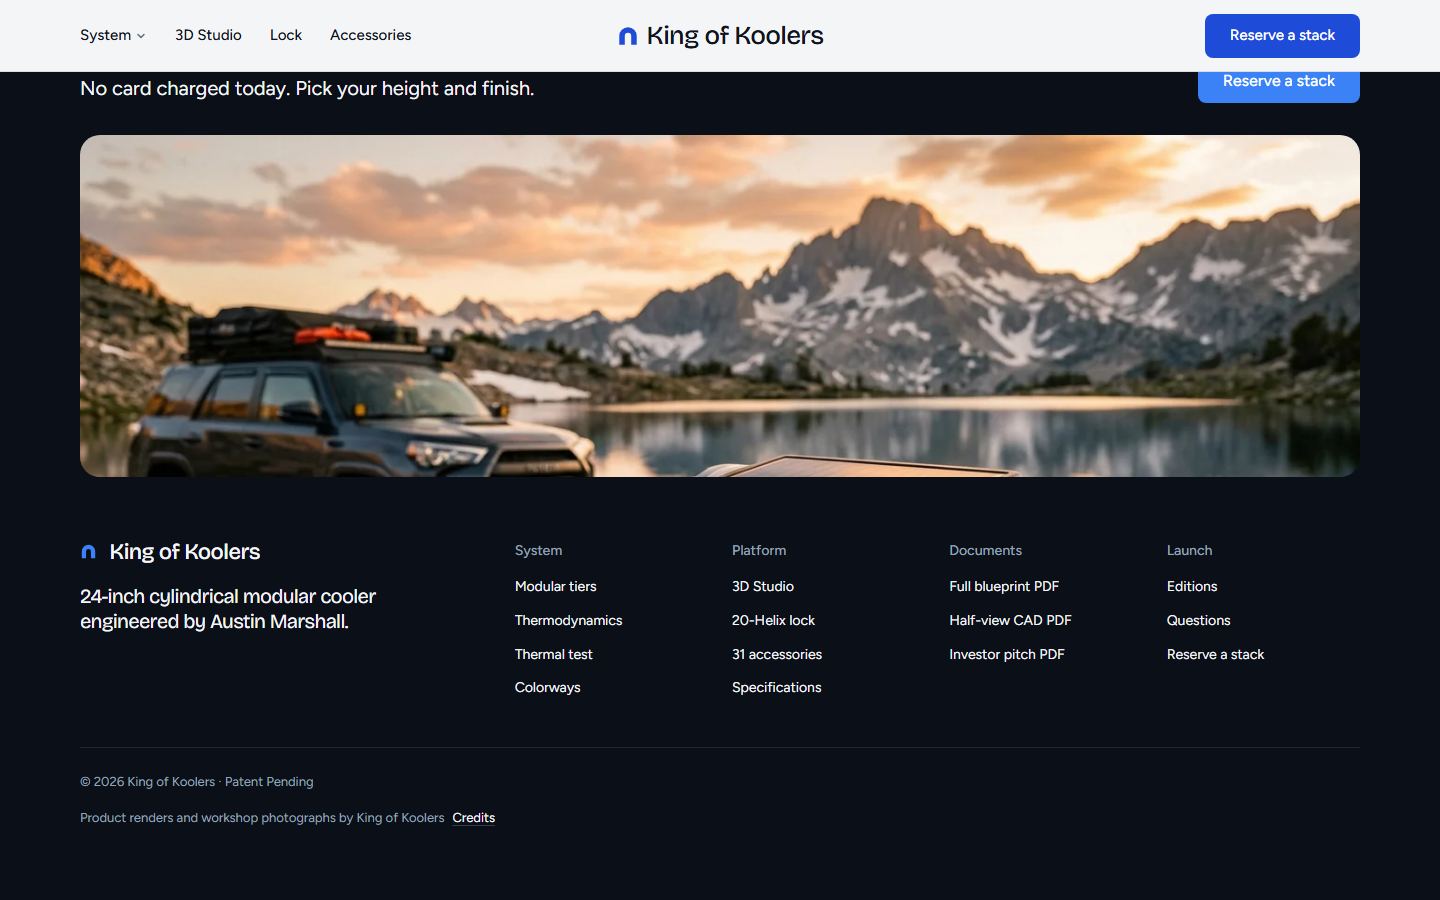 System
3D Studio
Lock
Accessories
King of Koolers
Reserve a stack
No card charged today. Pick your height and finish.
Reserve a stack
King of Koolers
24-inch cylindrical modular cooler
engineered by Austin Marshall.
System
Modular tiers
Thermodynamics
Thermal test
Colorways
Platform
3D Studio
20-Helix lock
31 accessories
Specifications
Documents
Full blueprint PDF
Half-view CAD PDF
Investor pitch PDF
Launch
Editions
Questions
Reserve a stack
© 2026 King of Koolers · Patent Pending
Product renders and workshop photographs by King of Koolers Credits